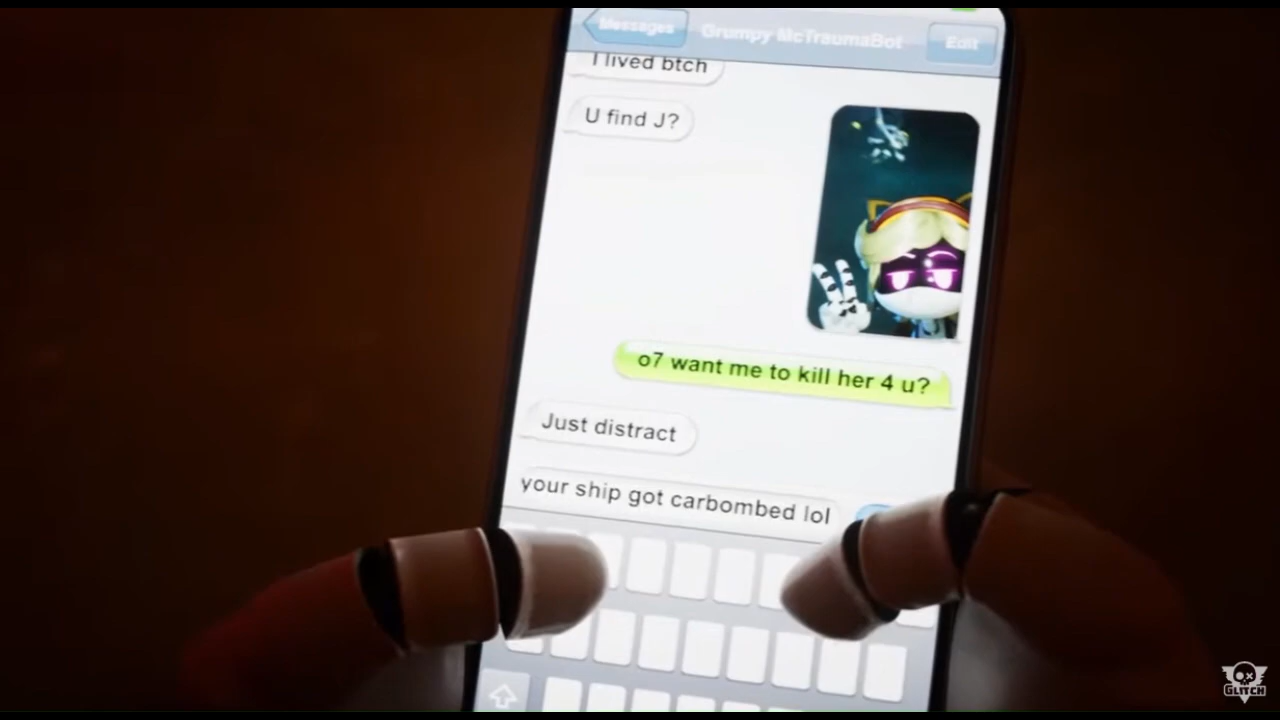 Messages
Grumpy McTraumaBot
Edit
I lived btch
U find J?
o7 want me to kill her 4 u?
Just distract
your ship got carbombed lol
GLITCH